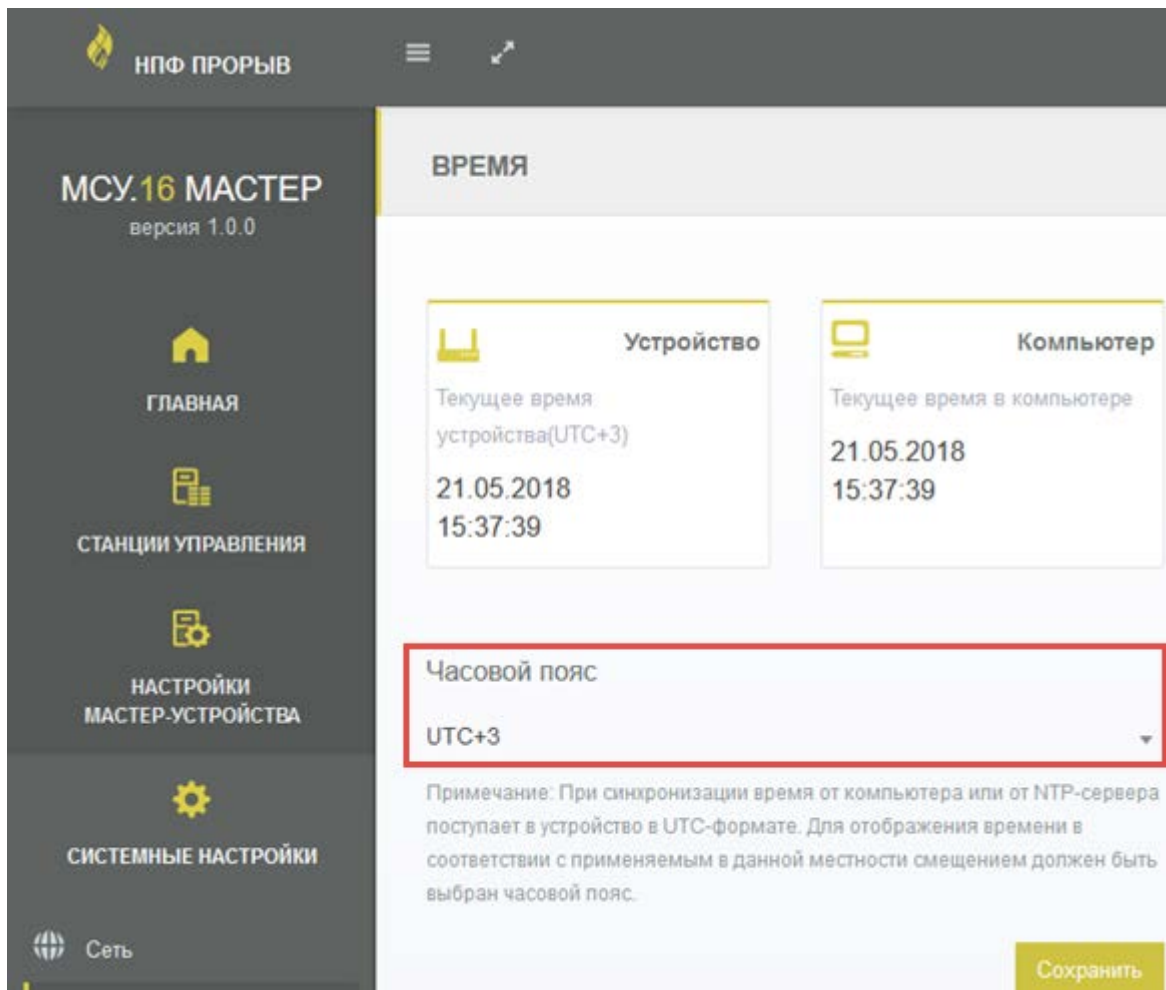 НПФ ПРОРЫВ
МСУ.16 МАСТЕР
версия 1.0.0
ГЛАВНАЯ
СТАНЦИИ УПРАВЛЕНИЯ
НАСТРОЙКИ
МАСТЕР-УСТРОЙСТВА
СИСТЕМНЫЕ НАСТРОЙКИ
Сеть
ВРЕМЯ
Устройство
Текущее время
устройства(UTC+3)
21.05.2018
15:37:39
Компьютер
Текущее время в компьютере
21.05.2018
15:37:39
Часовой пояс
UTC+3
Примечание: При синхронизации время от компьютера или от NTP-сервера
поступает в устройство в UTC-формате. Для отображения времени в
соответствии с применяемым в данной местности смещением должен быть
выбран часовой пояс.
Сохранить